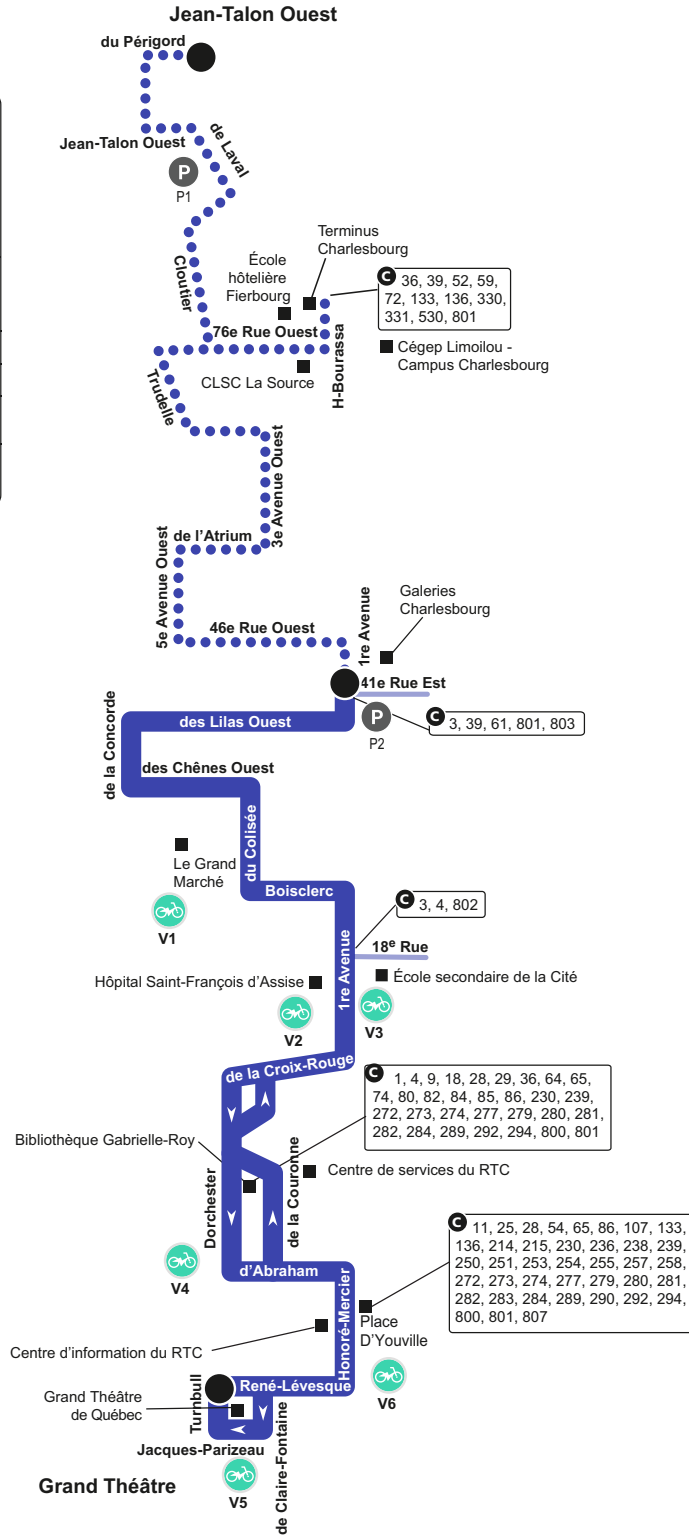 Jean-Talon Ouest
du Périgord
Jean-Talon Ouest
de Laval
P
P1
Cloutier
Terminus
Charlesbourg
École
hôtelière
Fierbourg
C 36, 39, 52, 59,
72, 133, 136, 330,
331, 530, 801
76e Rue Ouest
H-Bourassa
Cégep Limoilou -
Campus Charlesbourg
CLSC La Source
Trudelle
3e Avenue Ouest
de l'Atrium
5e Avenue Ouest
46e Rue Ouest
1re Avenue
Galeries
Charlesbourg
41e Rue Est
de la Concorde
des Lilas Ouest
P
P2
C 3, 39, 61, 801, 803
des Chênes Ouest
du Colisée
Le Grand
Marché
V1
Boisclerc
C 3, 4, 802
1re Avenue
18e Rue
Hôpital Saint-François d'Assise
École secondaire de la Cité
V2
V3
de la Croix-Rouge
C 1, 4, 9, 18, 28, 29, 36, 64, 65,
74, 80, 82, 84, 85, 86, 230, 239,
272, 273, 274, 277, 279, 280, 281,
282, 284, 289, 292, 294, 800, 801
Bibliothèque Gabrielle-Roy
Centre de services du RTC
Dorchester
de la Couronne
C 11, 25, 28, 54, 65, 86, 107, 133,
136, 214, 215, 230, 236, 238, 239,
250, 251, 253, 254, 255, 257, 258,
272, 273, 274, 277, 279, 280, 281,
282, 283, 284, 289, 290, 292, 294,
800, 801, 807
V4
d'Abraham
Honoré-Mercier
Place
D'Youville
Centre d'information du RTC
V6
René-Lévesque
Turnbull
Grand Théâtre
de Québec
de Claire-Fontaine
Jacques-Parizeau
Grand Théâtre
V5